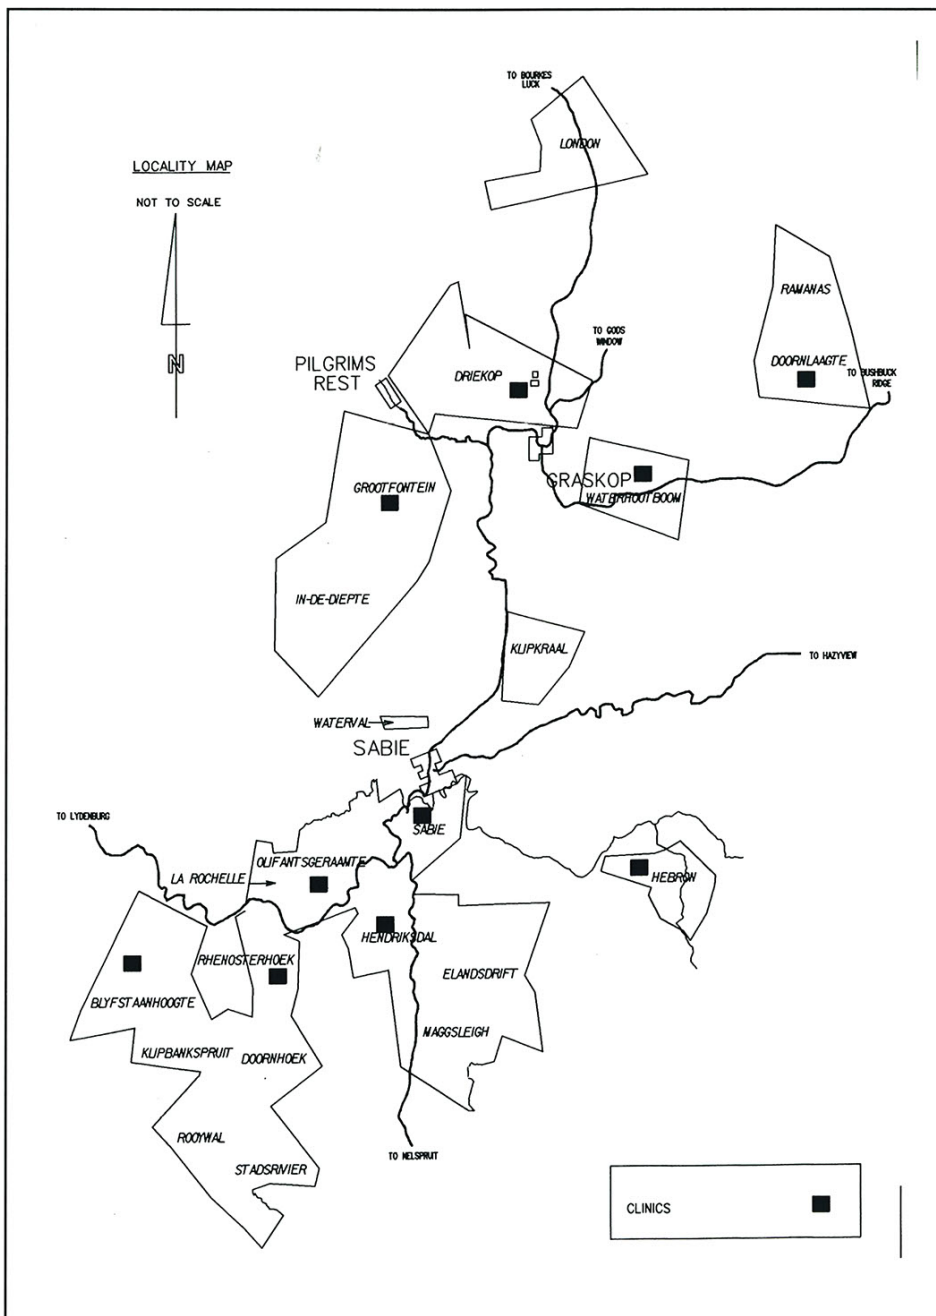 TO BOURKES
LUCK
LONDON
LOCALITY MAP
NOT TO SCALE
N
RAMANAS
TO GODS
WINDOW
PILGRIMS
REST
DRIEKOP
DOORNLAAGTE
TO BUSHBUCK
RIDGE
GRASKOP
GROOTFONTEIN
WATERHOUTBOOM
IN-DE-DIEPTE
KLIPKRAAL
TO HAZYVIEW
WATERVAL
SABIE
TO LYDENBURG
SABIE
OLIFANTSGERAAMTE
LA ROCHELLE
HEBRON
HENDRIKSDAL
RHENOSTERHOEK
ELANDSDRIFT
BLYFSTAANHOOGTE
MAGGSLEIGH
KLIPBANKSPRUIT
DOORNHOEK
ROOYWAL
TO NELSPRUIT
STADSRIVIER
CLINICS